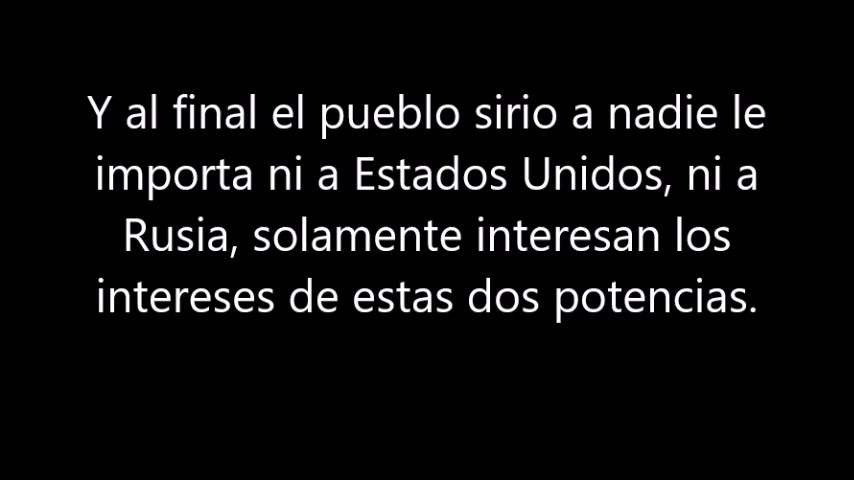 Y al final el pueblo sirio a nadie le
importa ni a Estados Unidos, ni a
Rusia, solamente interesan los
intereses de estas dos potencias.